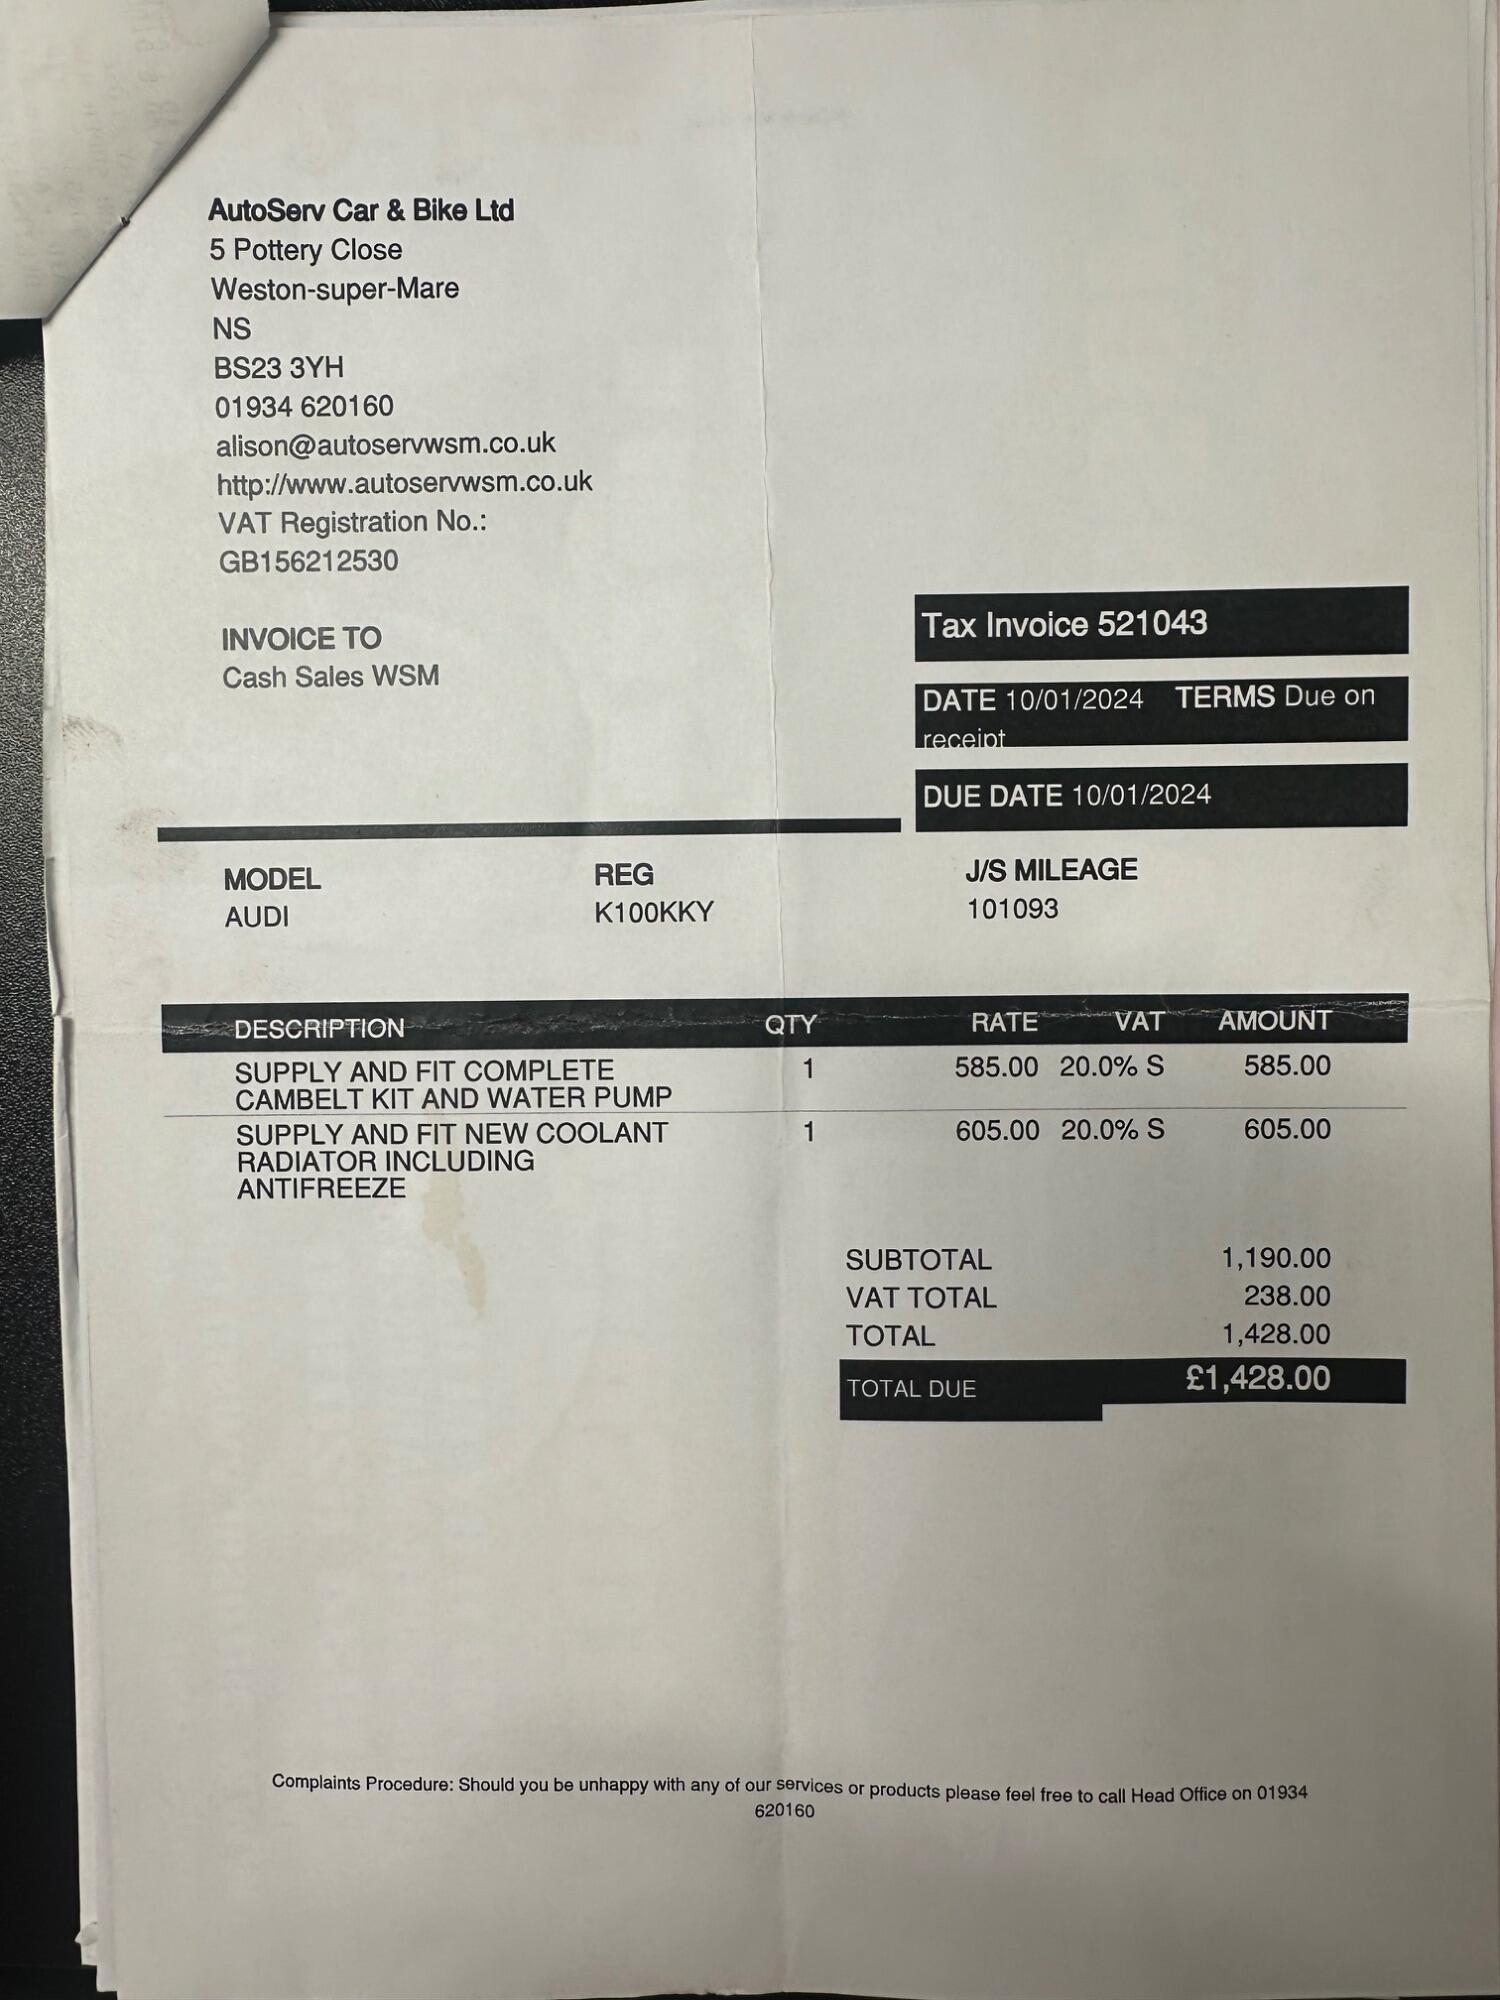 AutoServ Car & Bike Ltd
5 Pottery Close
Weston-super-Mare
NS
BS23 3YH
01934 620160
alison@autoservwsm.co.uk
http://www.autoservwsm.co.uk
VAT Registration No.:
GB156212530
INVOICE TO
Cash Sales WSM
Tax Invoice 521043
DATE 10/01/2024 TERMS Due on
receipt
DUE DATE 10/01/2024
MODEL REG J/S MILEAGE
AUDI K100KKY 101093
DESCRIPTION QTY RATE VAT AMOUNT
SUPPLY AND FIT COMPLETE 1 585.00 20.0% S 585.00
CAMBELT KIT AND WATER PUMP
SUPPLY AND FIT NEW COOLANT 1 605.00 20.0% S 605.00
RADIATOR INCLUDING
ANTIFREEZE
SUBTOTAL 1,190.00
VAT TOTAL 238.00
TOTAL 1,428.00
TOTAL DUE £1,428.00
Complaints Procedure: Should you be unhappy with any of our services or products please feel free to call Head Office on 01934
620160